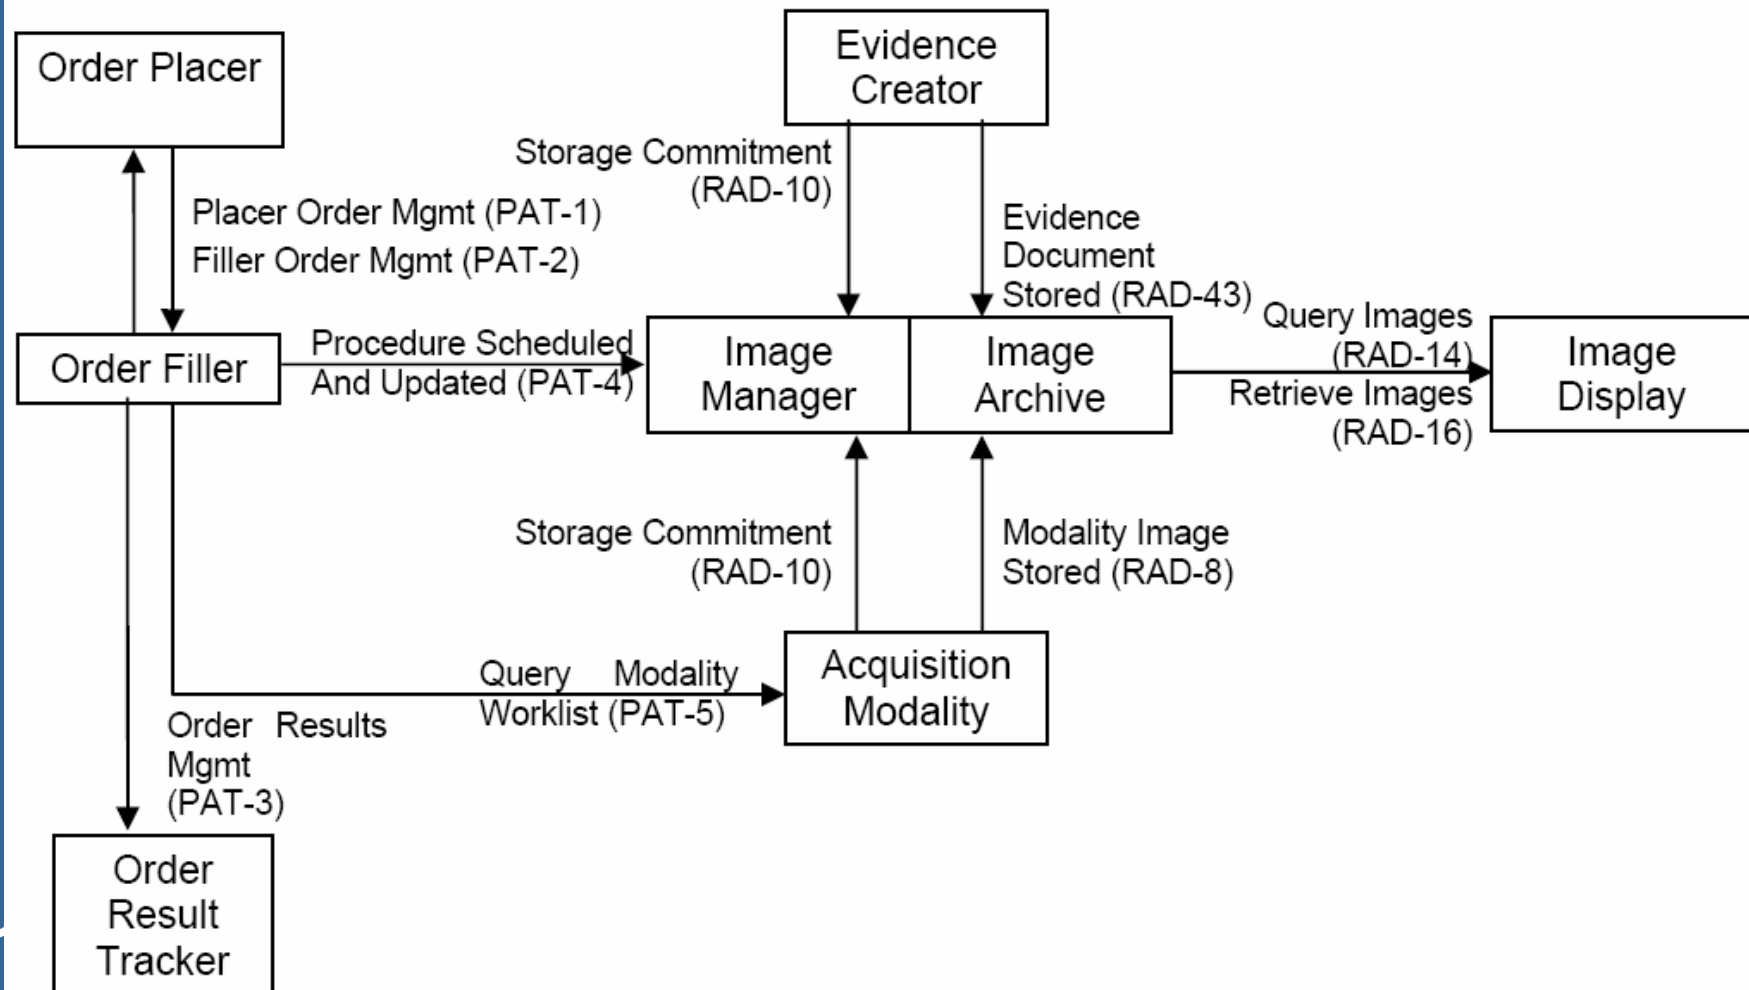 Order Placer
Evidence
Creator
Storage Commitment
(RAD-10)
Placer Order Mgmt (PAT-1)
Filler Order Mgmt (PAT-2)
Evidence
Document
Stored (RAD-43)
Order Filler
Procedure Scheduled
And Updated (PAT-4)
Image
Manager
Image
Archive
Query Images
(RAD-14)
Retrieve Images
(RAD-16)
Image
Display
Storage Commitment
(RAD-10)
Modality Image
Stored (RAD-8)
Query Modality
Worklist (PAT-5)
Acquisition
Modality
Order Results
Mgmt
(PAT-3)
Order
Result
Tracker